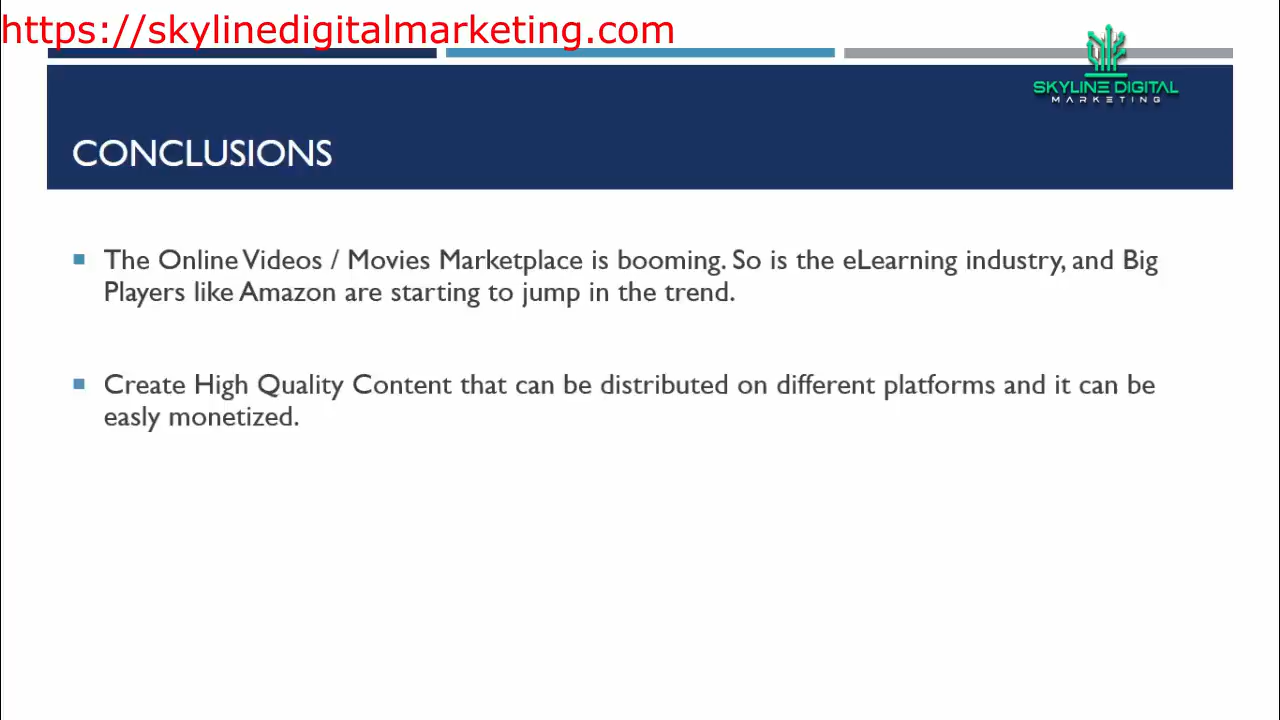 https://skylinedigitalmarketing.com
SKYLINE DIGITAL
MARKETING
CONCLUSIONS
The Online Videos / Movies Marketplace is booming. So is the eLearning industry, and Big
Players like Amazon are starting to jump in the trend.
Create High Quality Content that can be distributed on different platforms and it can be
easly monetized.